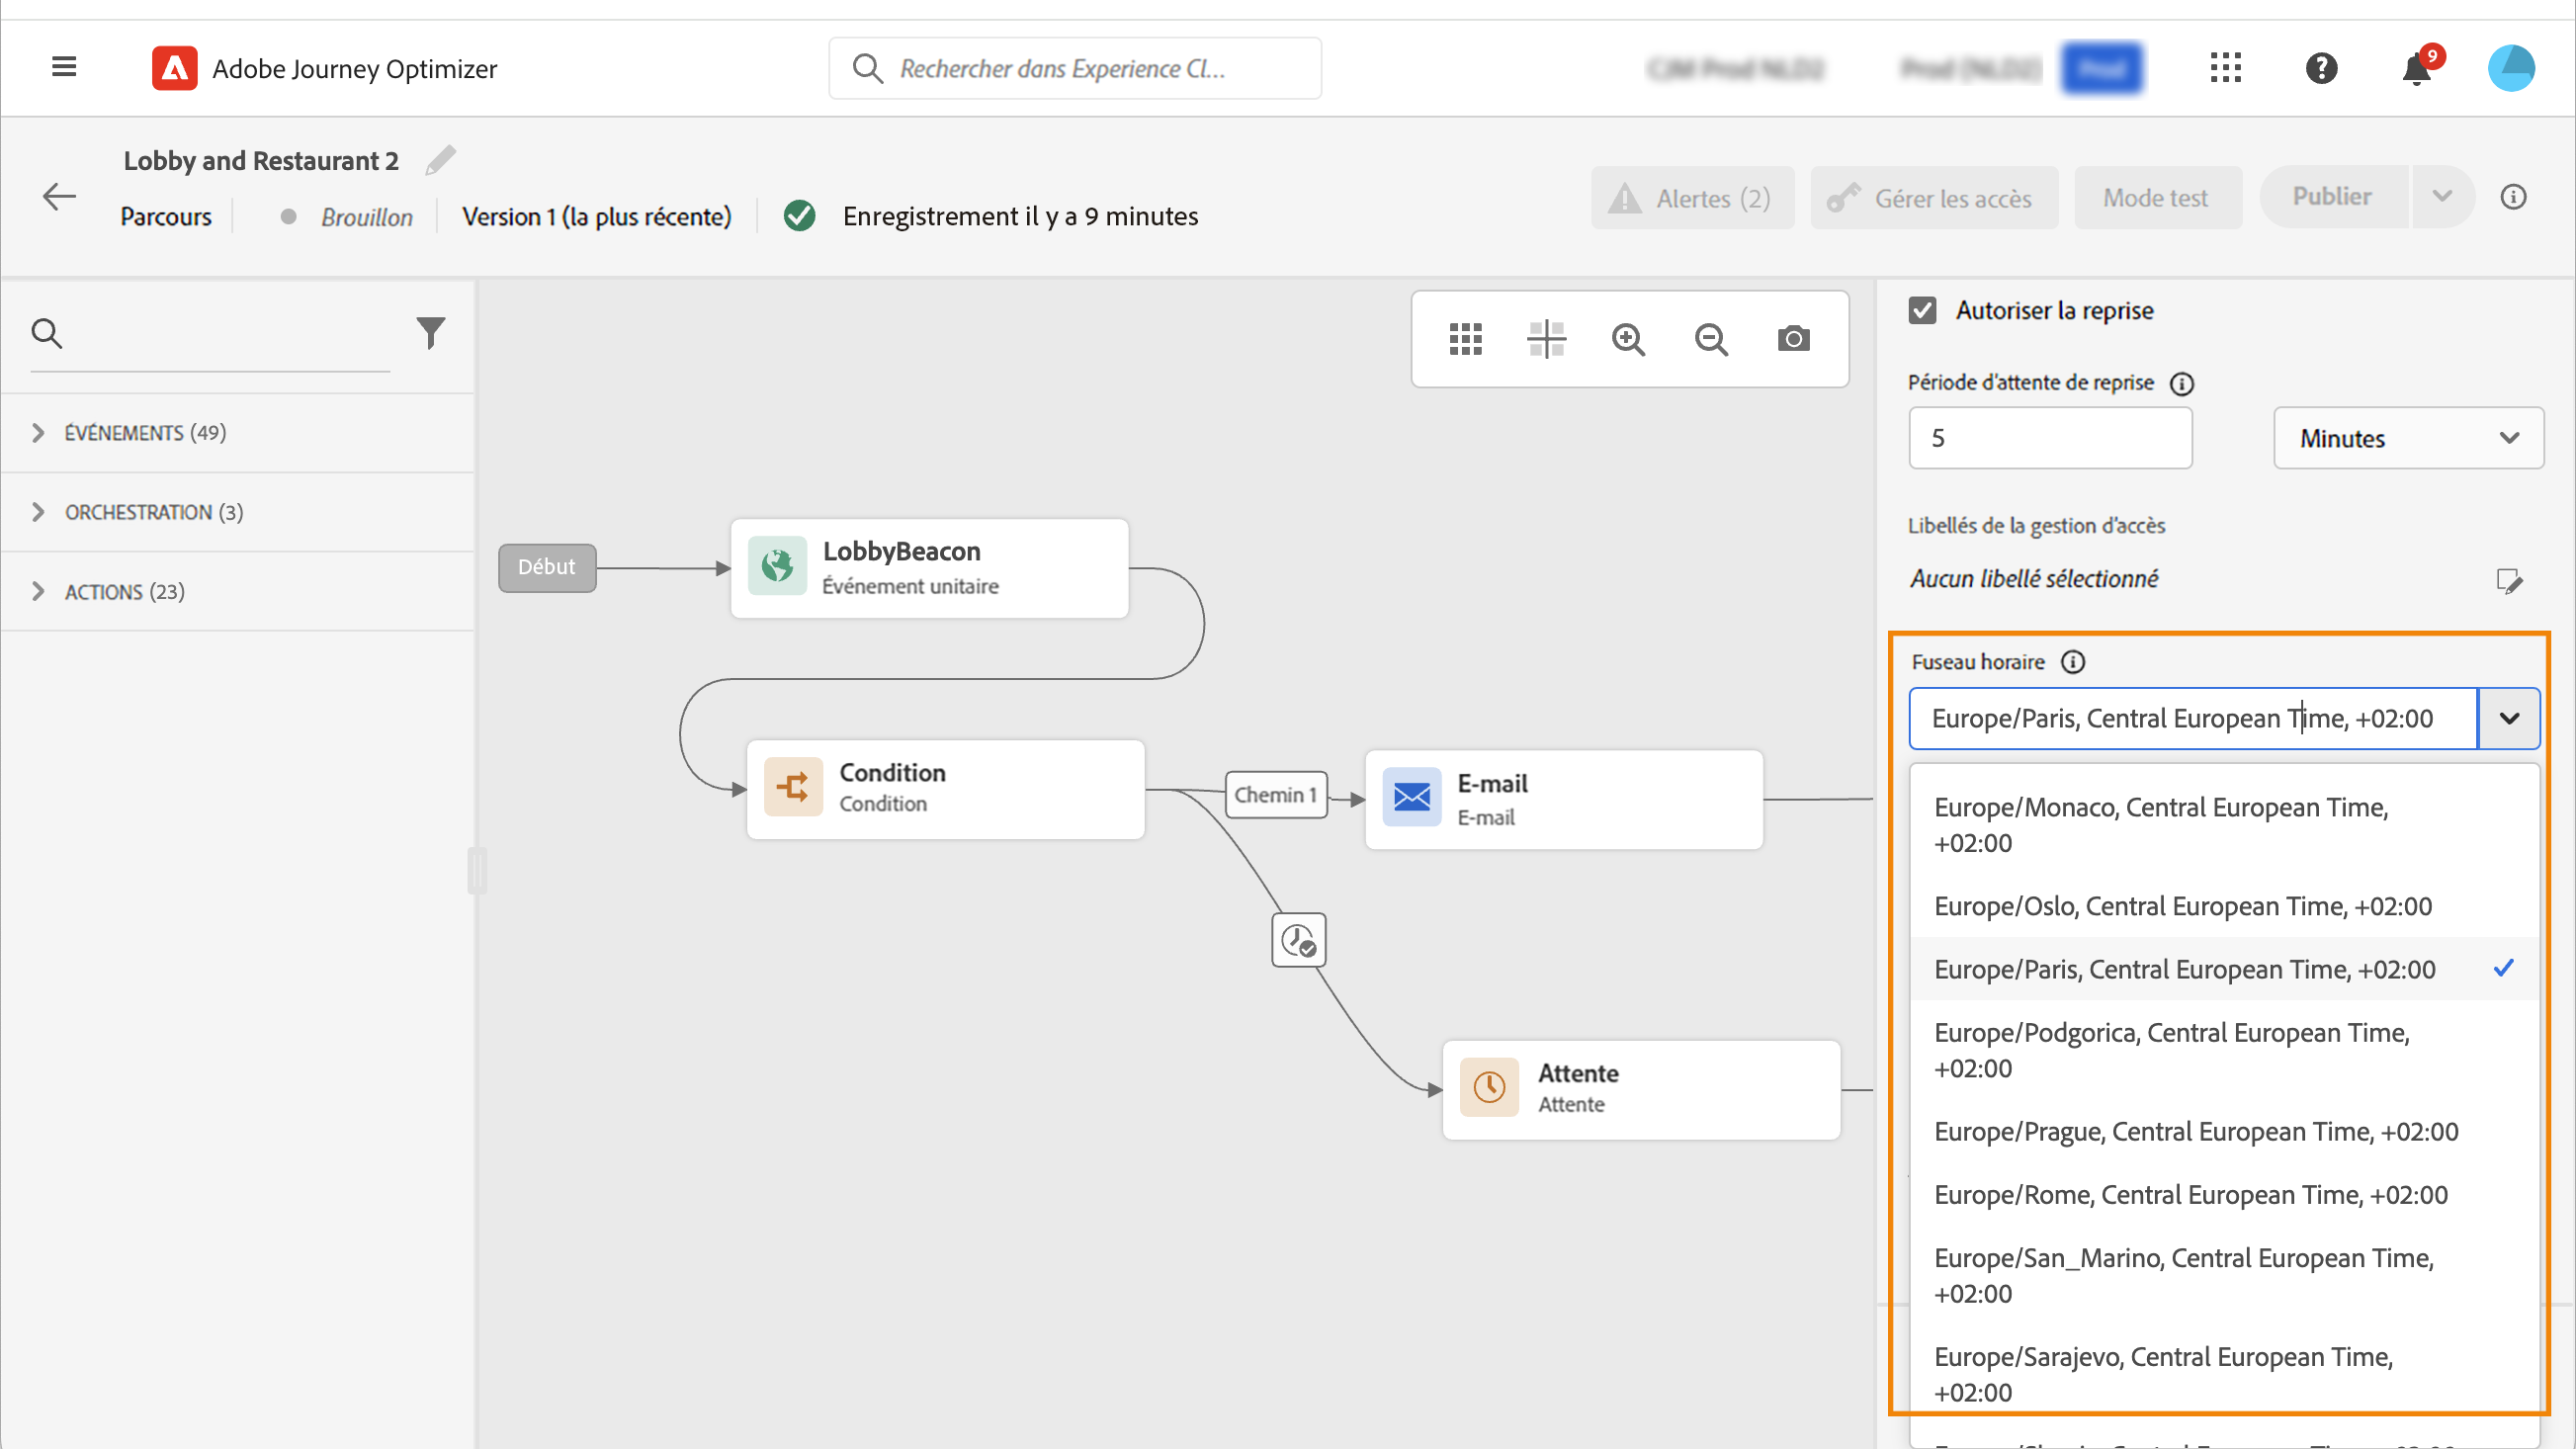 Adobe Journey Optimizer
Rechercher dans Experience Cl...
CJM Prod NLD2
Prod (NLD2)
Prod
9
Lobby and Restaurant 2
Parcours
Brouillon
Version 1 (la plus récente)
Enregistrement il y a 9 minutes
Alertes (2)
Gérer les accès
Mode test
Publier
ÉVÉNEMENTS (49)
ORCHESTRATION (3)
ACTIONS (23)
Début
LobbyBeacon
Événement unitaire
Condition
Condition
Chemin 1
E-mail
E-mail
Attente
Attente
Autoriser la reprise
Période d'attente de reprise
5
Minutes
Libellés de la gestion d'accès
Aucun libellé sélectionné
Fuseau horaire
Europe/Paris, Central European Time, +02:00
Europe/Monaco, Central European Time,
+02:00
Europe/Oslo, Central European Time, +02:00
Europe/Paris, Central European Time, +02:00
Europe/Podgorica, Central European Time,
+02:00
Europe/Prague, Central European Time, +02:00
Europe/Rome, Central European Time, +02:00
Europe/San_Marino, Central European Time,
+02:00
Europe/Sarajevo, Central European Time,
+02:00